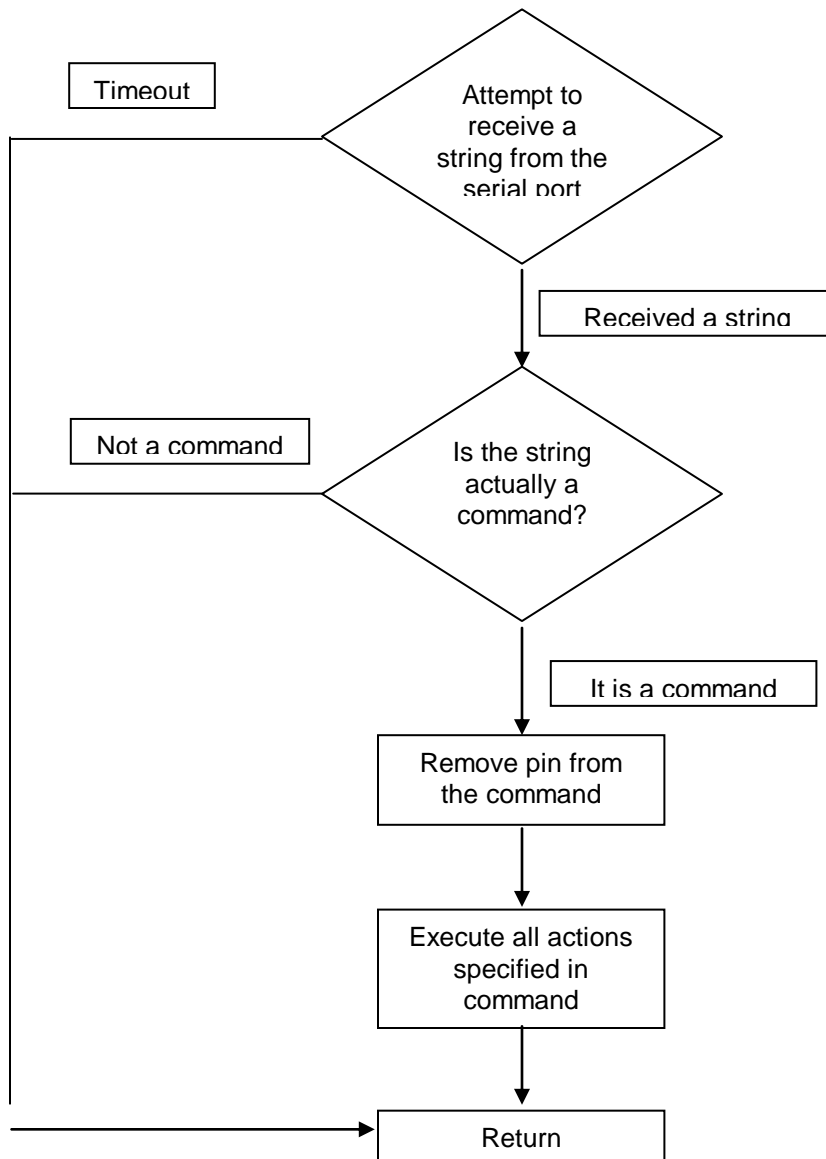 Timeout
Attempt to
receive a
string from the
serial port
Received a string
Not a command
Is the string
actually a
command?
It is a command
Remove pin from
the command
Execute all actions
specified in
command
Return